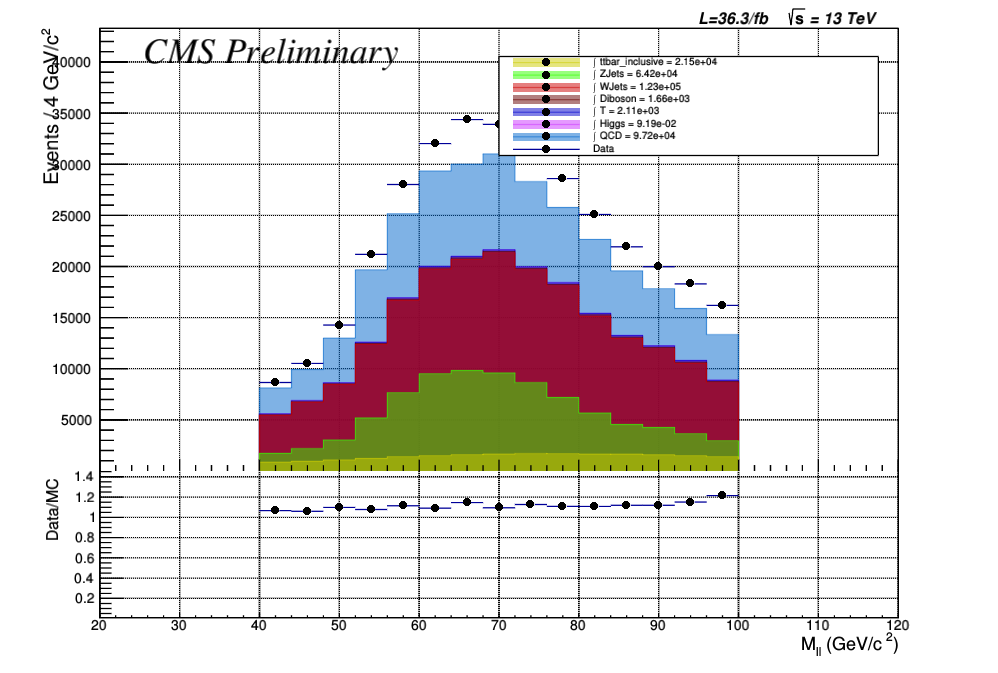 L=36.3/fb √s = 13 TeV
CMS Preliminary
Events / 4 GeV/c²
40000
35000
30000
25000
20000
15000
10000
5000
∫ ttbar_inclusive = 2.15e+04
∫ ZJets = 6.42e+04
∫ WJets = 1.23e+05
∫ Diboson = 1.66e+03
∫ T = 2.11e+03
∫ Higgs = 9.19e-02
∫ QCD = 9.72e+04
Data
Data/MC
1.4
1.2
1
0.8
0.6
0.4
0.2
20 30 40 50 60 70 80 90 100 110 120
M_ll (GeV/c²)